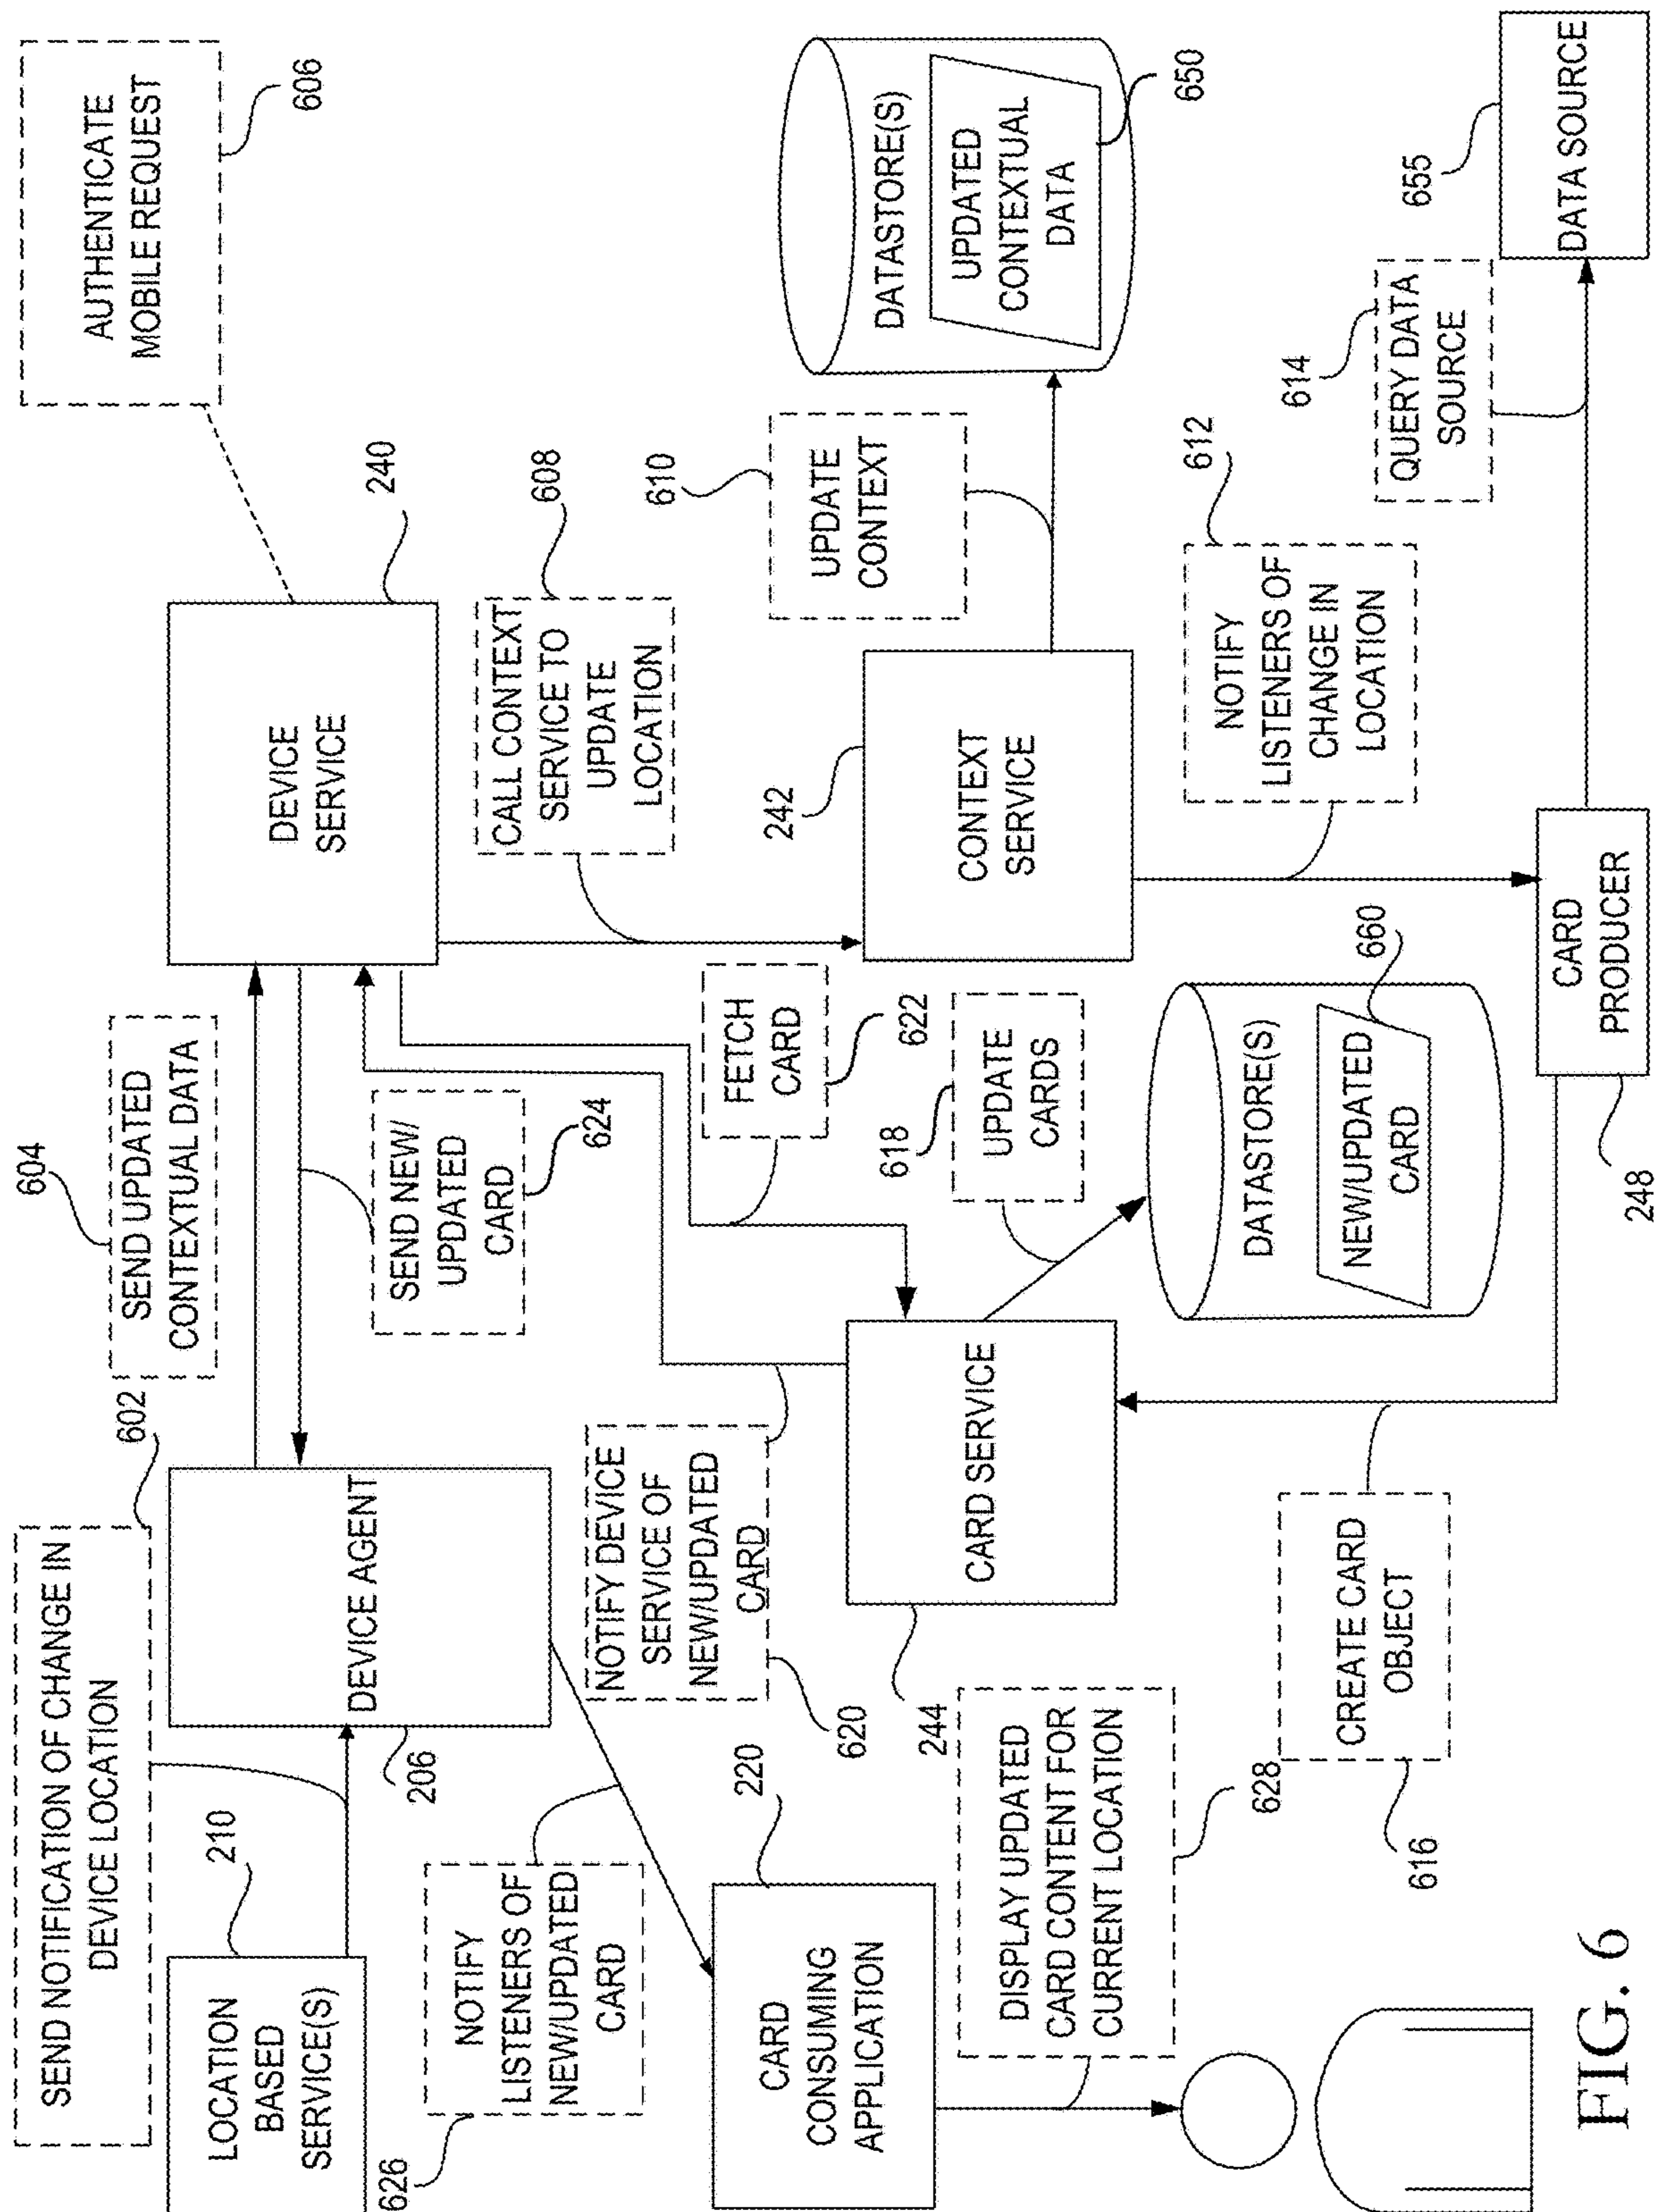 SEND NOTIFICATION OF CHANGE IN
DEVICE LOCATION
602
604
SEND UPDATED
CONTEXTUAL DATA
AUTHENTICATE
MOBILE REQUEST
606
LOCATION
BASED
SERVICE(S)
210
DEVICE AGENT
206
DEVICE
SERVICE
240
SEND NEW/
UPDATED
CARD
624
CALL CONTEXT
SERVICE TO
UPDATE
LOCATION
608
626
NOTIFY
LISTENERS OF
NEW/UPDATED
CARD
NOTIFY DEVICE
SERVICE OF
NEW/UPDATED
CARD
620
FETCH
CARD
622
610
UPDATE
CONTEXT
220
CARD
CONSUMING
APPLICATION
CARD SERVICE
244
618
UPDATE
CARDS
242
CONTEXT
SERVICE
DATASTORE(S)
UPDATED
CONTEXTUAL
DATA
650
DISPLAY UPDATED
CARD CONTENT FOR
CURRENT LOCATION
628
DATASTORE(S)
NEW/UPDATED
CARD
660
612
NOTIFY
LISTENERS OF
CHANGE IN
LOCATION
614
QUERY DATA
SOURCE
655
DATA SOURCE
CREATE CARD
OBJECT
616
CARD
PRODUCER
248
FIG. 6